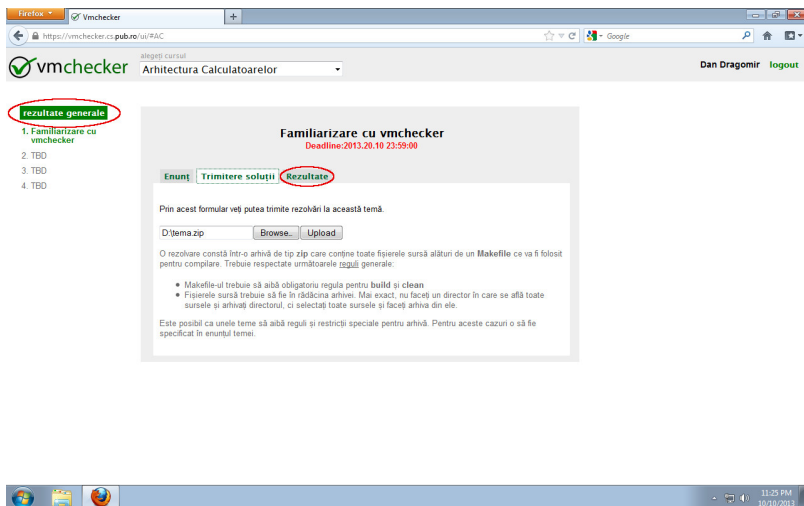 Firefox
Vmchecker
+
https://vmchecker.cs.pub.ro/ui/#AC
Google
vmchecker
alegeți cursul
Arhitectura Calculatoarelor
Dan Dragomir logout
rezultate generale
1. Familiarizare cu
vmchecker
2. TBD
3. TBD
4. TBD
Familiarizare cu vmchecker
Deadline:2013.20.10 23:59:00
Enunț Trimitere soluții Rezultate
Prin acest formular veți putea trimite rezolvări la această temă.
D:\tema.zip Browse... Upload
O rezolvare constă într-o arhivă de tip zip care conține toate fișierele sursă alături de un Makefile ce va fi folosit
pentru compilare. Trebuie respectate următoarele reguli generale:
Makefile-ul trebuie să aibă obligatoriu regula pentru build și clean
Fișierele sursă trebuie să fie în rădăcina arhivei. Mai exact, nu faceți un director în care se află toate
sursele și arhivați directorul, ci selectați toate sursele și faceți arhiva din ele.
Este posibil ca unele teme să aibă reguli și restricții speciale pentru arhivă. Pentru aceste cazuri o să fie
specificat în enunțul temei.
11:25 PM
10/10/2013